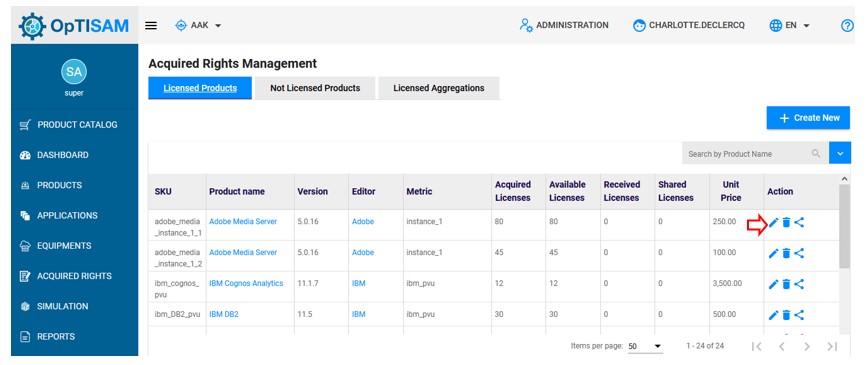 OpTISAM
AAK
ADMINISTRATION
CHARLOTTE.DECLERCQ
EN
?
SA
super
PRODUCT CATALOG
DASHBOARD
PRODUCTS
APPLICATIONS
EQUIPMENTS
ACQUIRED RIGHTS
SIMULATION
REPORTS
Acquired Rights Management
Licensed Products Not Licensed Products Licensed Aggregations
+ Create New
Search by Product Name
SKU Product name Version Editor Metric Acquired Licenses Available Licenses Received Licenses Shared Licenses Unit Price Action
adobe_media_instance_1_1 Adobe Media Server 5.0.16 Adobe instance_1 80 80 0 0 250.00
adobe_media_instance_1_2 Adobe Media Server 5.0.16 Adobe instance_1 45 45 0 0 100.00
ibm_cognos_pvu IBM Cognos Analytics 11.1.7 IBM ibm_pvu 12 12 0 0 3,500.00
ibm_DB2_pvu IBM DB2 11.5 IBM ibm_pvu 30 30 0 0 500.00
Items per page: 50 1 - 24 of 24